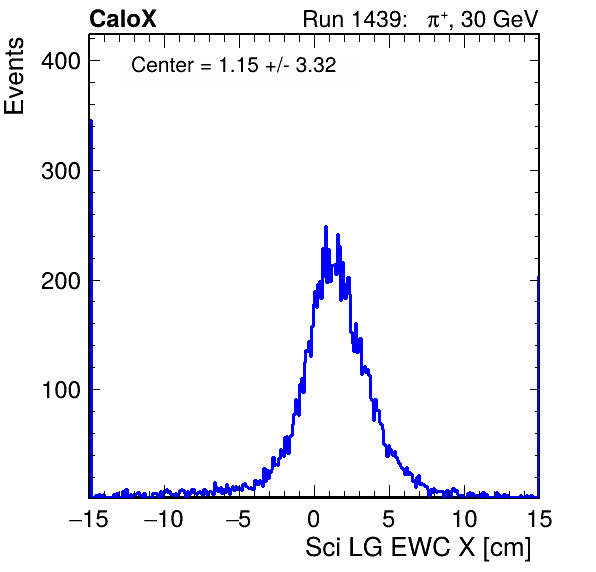 CaloX Run 1439: π⁺, 30 GeV
Events
Center = 1.15 +/- 3.32
400
300
200
100
−15 −10 −5 0 5 10 15
Sci LG EWC X [cm]